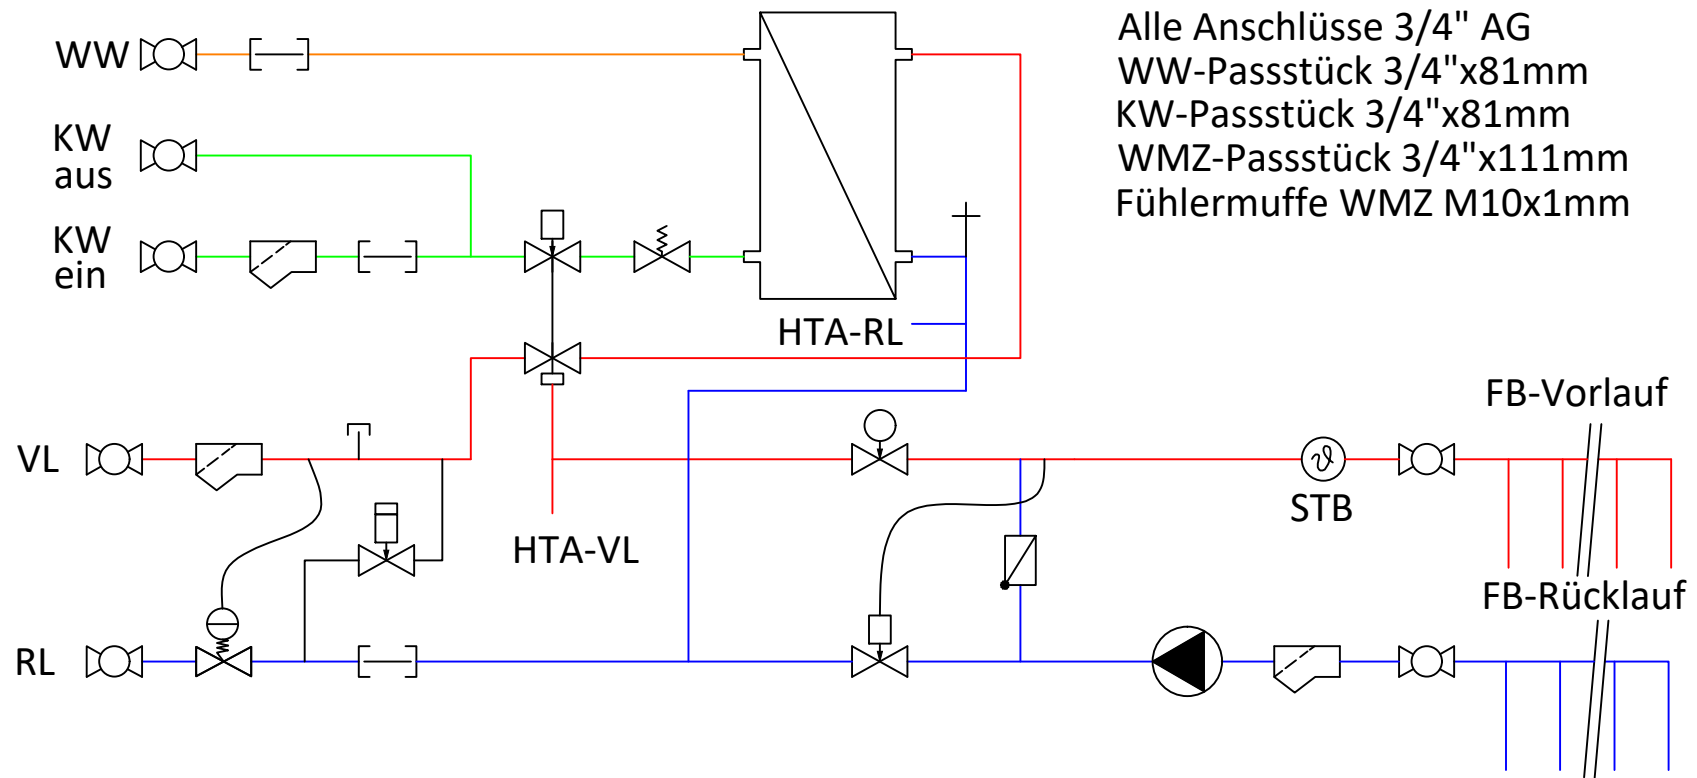 Alle Anschlüsse 3/4" AG
WW-Passstück 3/4"x81mm
KW-Passstück 3/4"x81mm
WMZ-Passstück 3/4"x111mm
Fühlermuffe WMZ M10x1mm
WW
KW
aus
KW
ein
HTA-RL
FB-Vorlauf
VL
STB
HTA-VL
FB-Rücklauf
RL